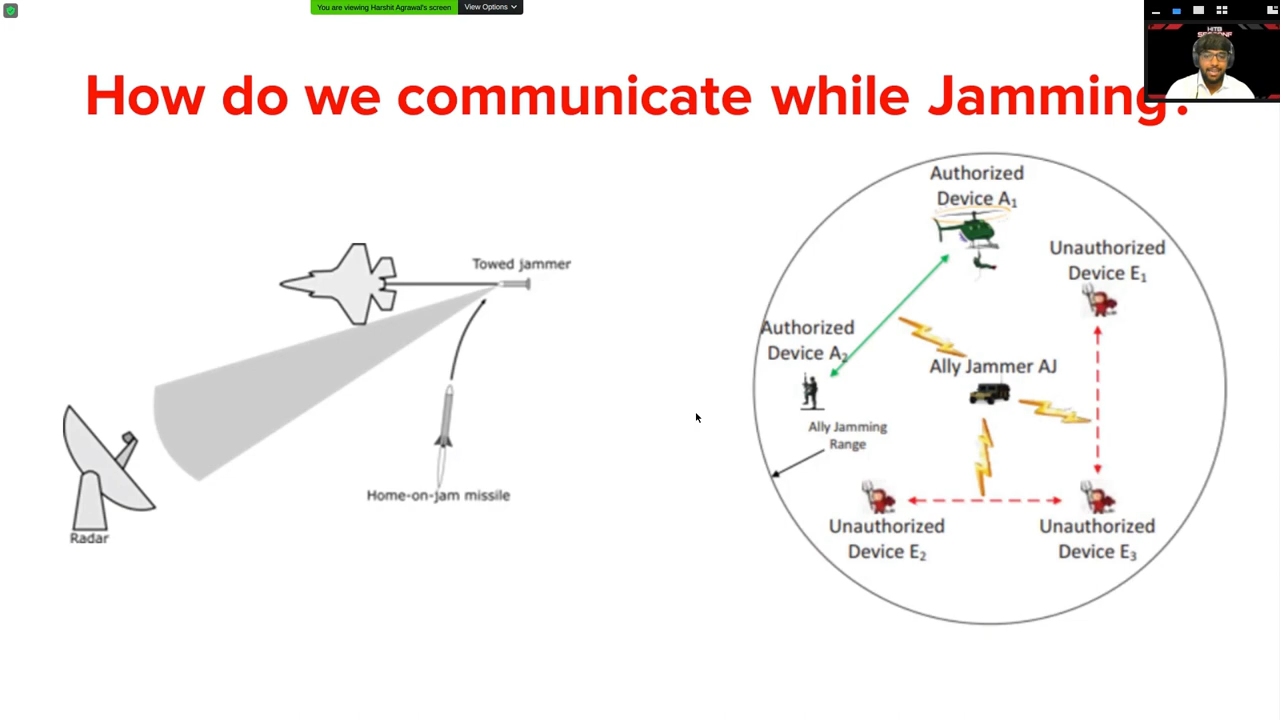 You are viewing Harshit Agrawal's screen
View Options
HITB
SECCONF
How do we communicate while Jamming?
Towed jammer
Home-on-jam missile
Radar
Authorized
Device A₁
Unauthorized
Device E₁
Authorized
Device A₂
Ally Jammer AJ
Ally Jamming
Range
Unauthorized
Device E₂
Unauthorized
Device E₃